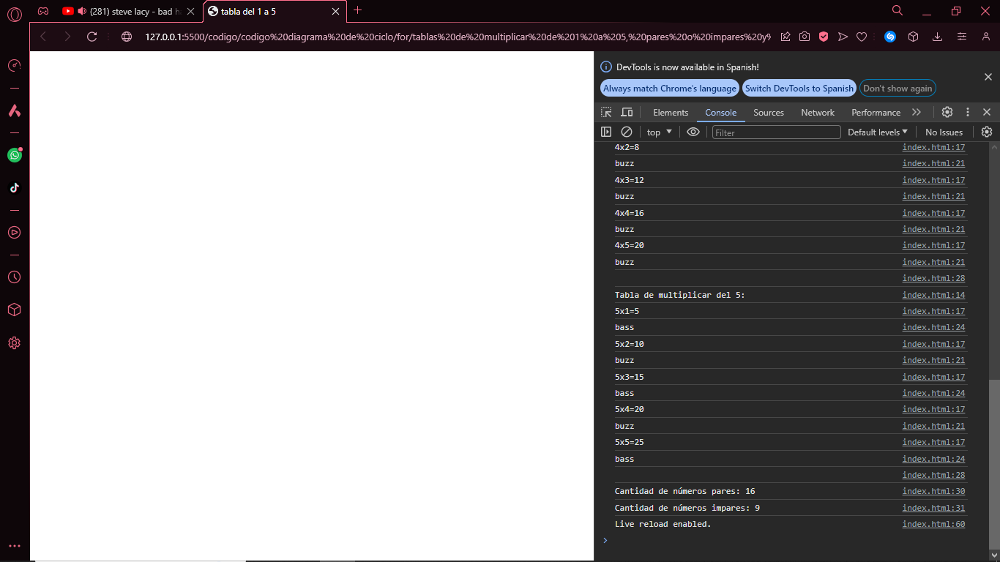 (281) steve lacy - bad h
tabla del 1 a 5
127.0.0.1:5500/codigo/codigo%20diagrama%20de%20ciclo/for/tablas%20de%20multiplicar%20de%201%20a%205,%20pares%20o%20impares%20y%9
DevTools is now available in Spanish!
Always match Chrome's language Switch DevTools to Spanish Don't show again
Elements Console Sources Network Performance
top Filter Default levels No Issues
4x2=8 index.html:17
buzz index.html:21
4x3=12 index.html:17
buzz index.html:21
4x4=16 index.html:17
buzz index.html:21
4x5=20 index.html:17
buzz index.html:21
index.html:28
Tabla de multiplicar del 5: index.html:14
5x1=5 index.html:17
bass index.html:24
5x2=10 index.html:17
buzz index.html:21
5x3=15 index.html:17
bass index.html:24
5x4=20 index.html:17
buzz index.html:21
5x5=25 index.html:17
bass index.html:24
index.html:28
Cantidad de números pares: 16 index.html:30
Cantidad de números impares: 9 index.html:31
Live reload enabled. index.html:60